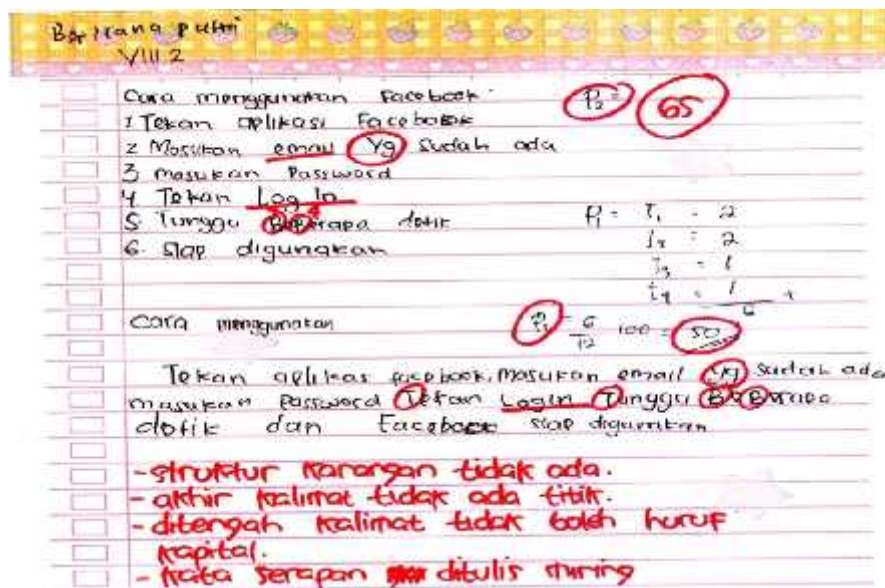 putri
VIII 2
Cara menggunakan Facebook.
P2 = 65
1 Tekan aplikasi Facebook
2 Masukan email Yg sudah ada
3 masukan Password
4 Tekan Log In
5 Tunggu BeBerapa detik
P1 = I1 = 2
6. Siap digunakan
I2 = 2
I3 = 1
I4 = 1 +
6
Cara menggunakan
6/12 100 = 50
Tekan aplikas facebook, masukan email Yg Sudah ada
masukan Password Tekan Login Tunggu BeBerapa
detik dan Facebook siap digunakan
- struktur karangan tidak ada.
- akhir kalimat tidak ada titik.
- ditengah kalimat tidak boleh huruf
kapital.
- kata serapan ditulis miring